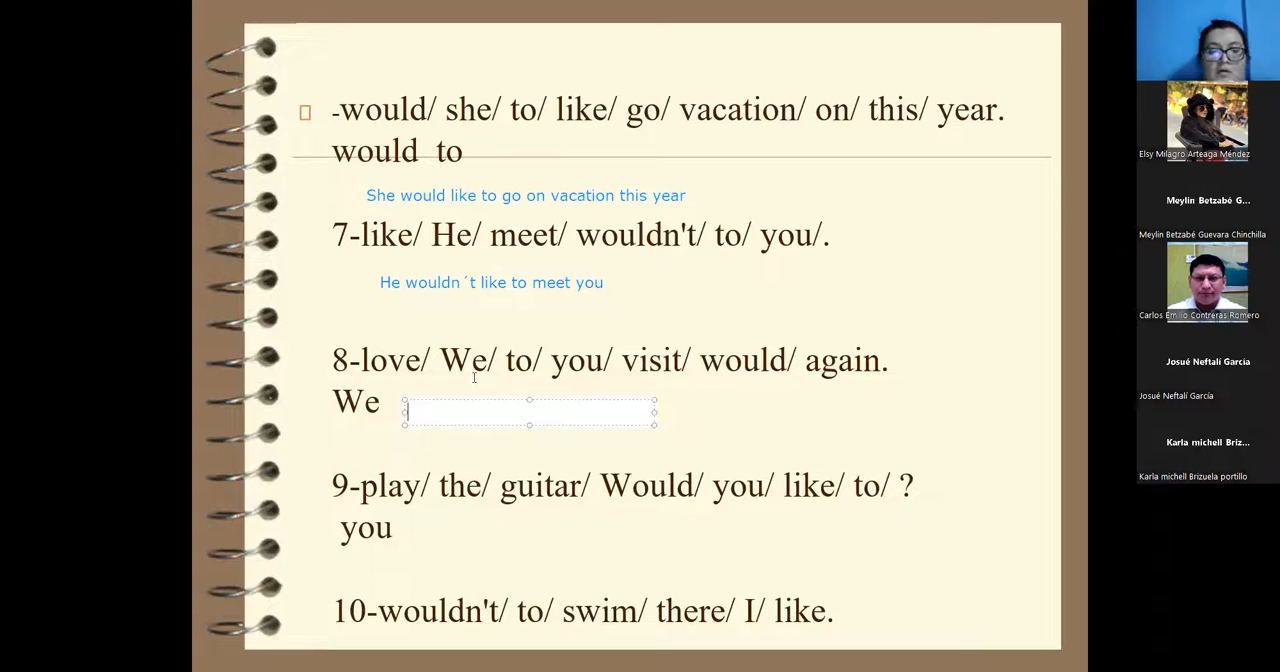 -would/ she/ to/ like/ go/ vacation/ on/ this/ year.
would to
She would like to go on vacation this year
7-like/ He/ meet/ wouldn't/ to/ you/.
He wouldn´t like to meet you
8-love/ We/ to/ you/ visit/ would/ again.
We
9-play/ the/ guitar/ Would/ you/ like/ to/ ?
you
10-wouldn't/ to/ swim/ there/ I/ like.
Elsy Milagro Arteaga Méndez
Meylin Betzabé G...
Meylin Betzabé Guevara Chinchilla
Carlos Emilio Contreras Romero
Josué Neftalí García
Josué Neftalí García
Karla michell Briz...
Karla michell Brizuela portillo